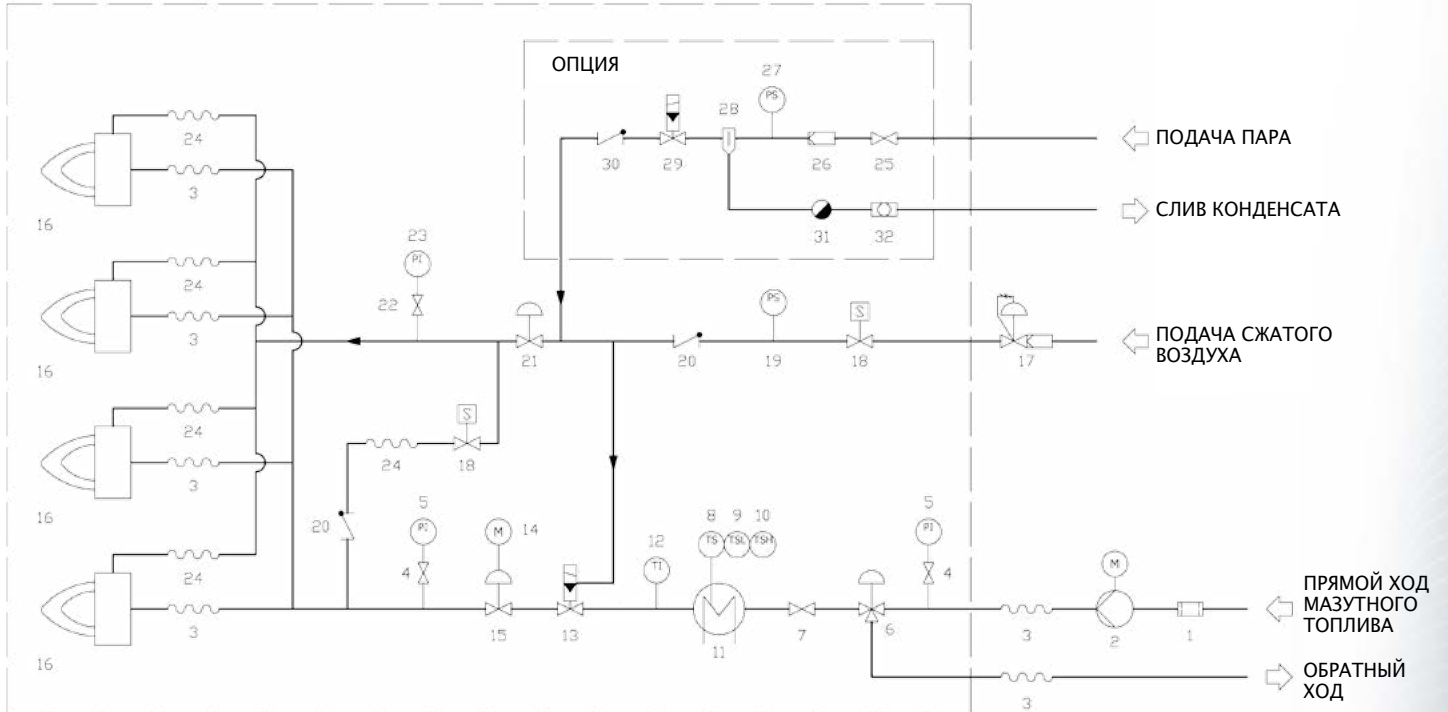 ОПЦИЯ
27
PS
28
24
30
29
26
25
ПОДАЧА ПАРА
3
16
31
32
СЛИВ КОНДЕНСАТА
23
PI
24
22
3
16
PS
S
21
20
19
18
17
ПОДАЧА СЖАТОГО
ВОЗДУХА
24
S
24
18
3
16
20
5
PI
14
M
4
12
TI
8
9
10
TS
TSL
TSH
5
PI
4
M
24
3
16
15
13
11
7
6
3
2
1
ПРЯМОЙ ХОД
МАЗУТНОГО
ТОПЛИВА
3
ОБРАТНЫЙ
ХОД